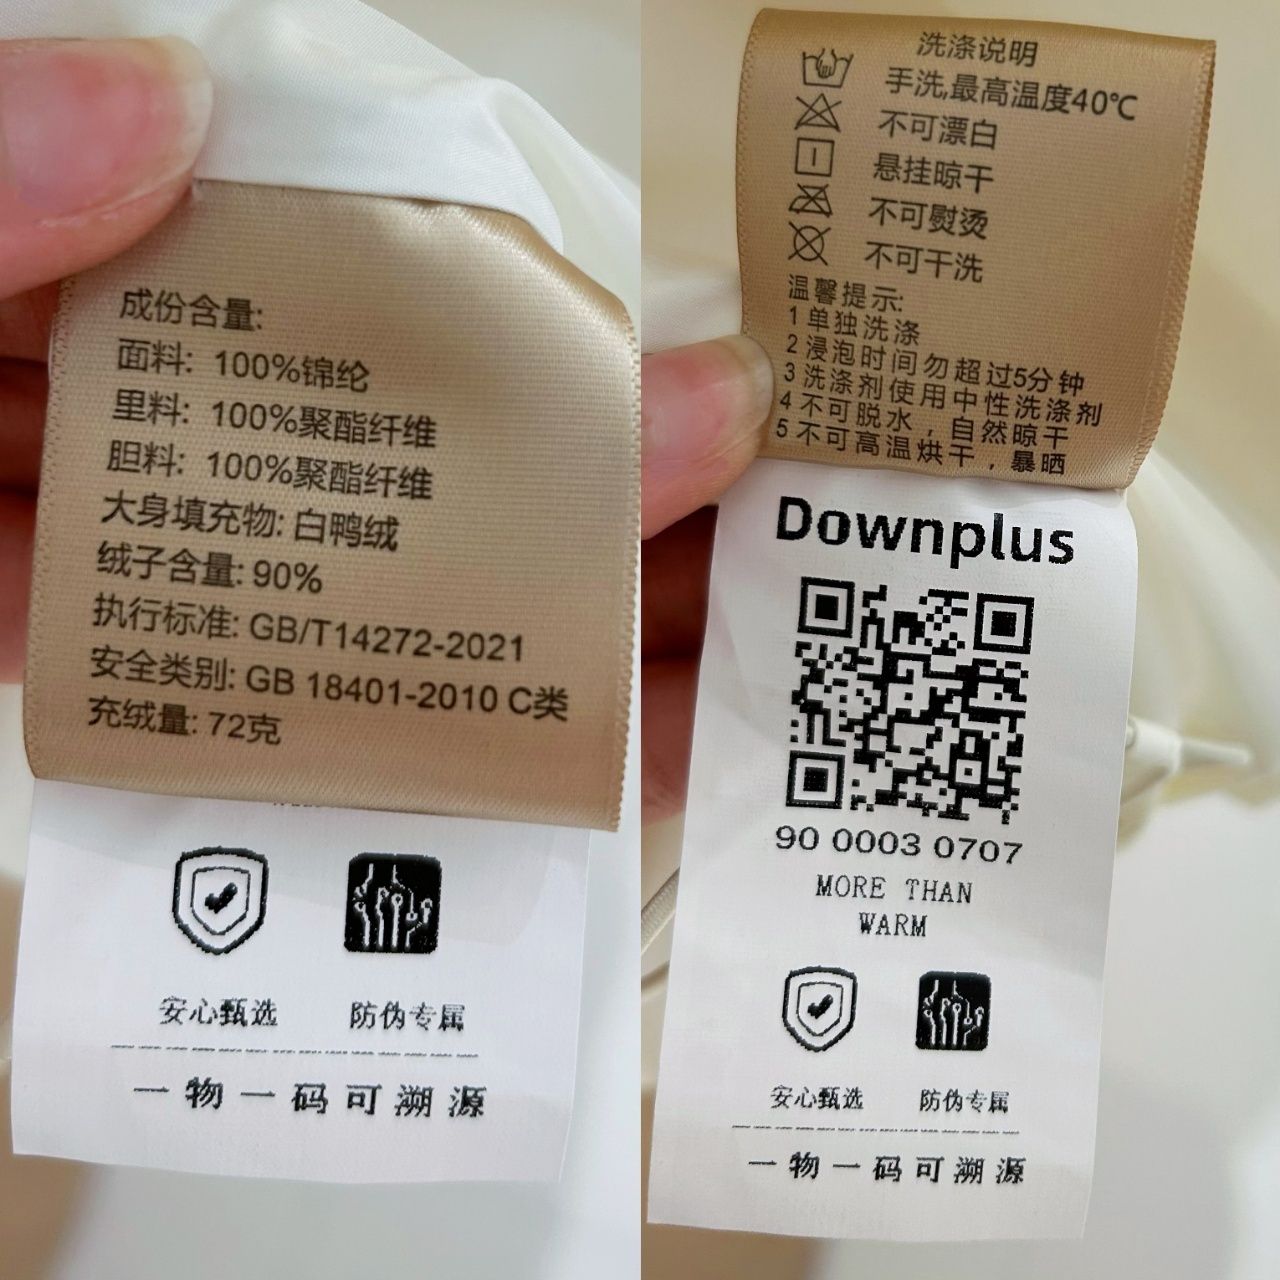 成份含量:
面料: 100%锦纶
里料: 100%聚酯纤维
胆料: 100%聚酯纤维
大身填充物: 白鸭绒
绒子含量: 90%
执行标准: GB/T14272-2021
安全类别: GB 18401-2010 C类
充绒量: 72克
安心甄选 防伪专属
一物一码可溯源
洗涤说明
手洗,最高温度40℃
不可漂白
悬挂晾干
不可熨烫
不可干洗
温馨提示:
1 单独洗涤
2 浸泡时间勿超过5分钟
3 洗涤剂使用中性洗涤剂
4 不可脱水，自然晾干
5 不可高温烘干，暴晒
Downplus
90 0003 0707
MORE THAN
WARM
安心甄选 防伪专属
一物一码可溯源